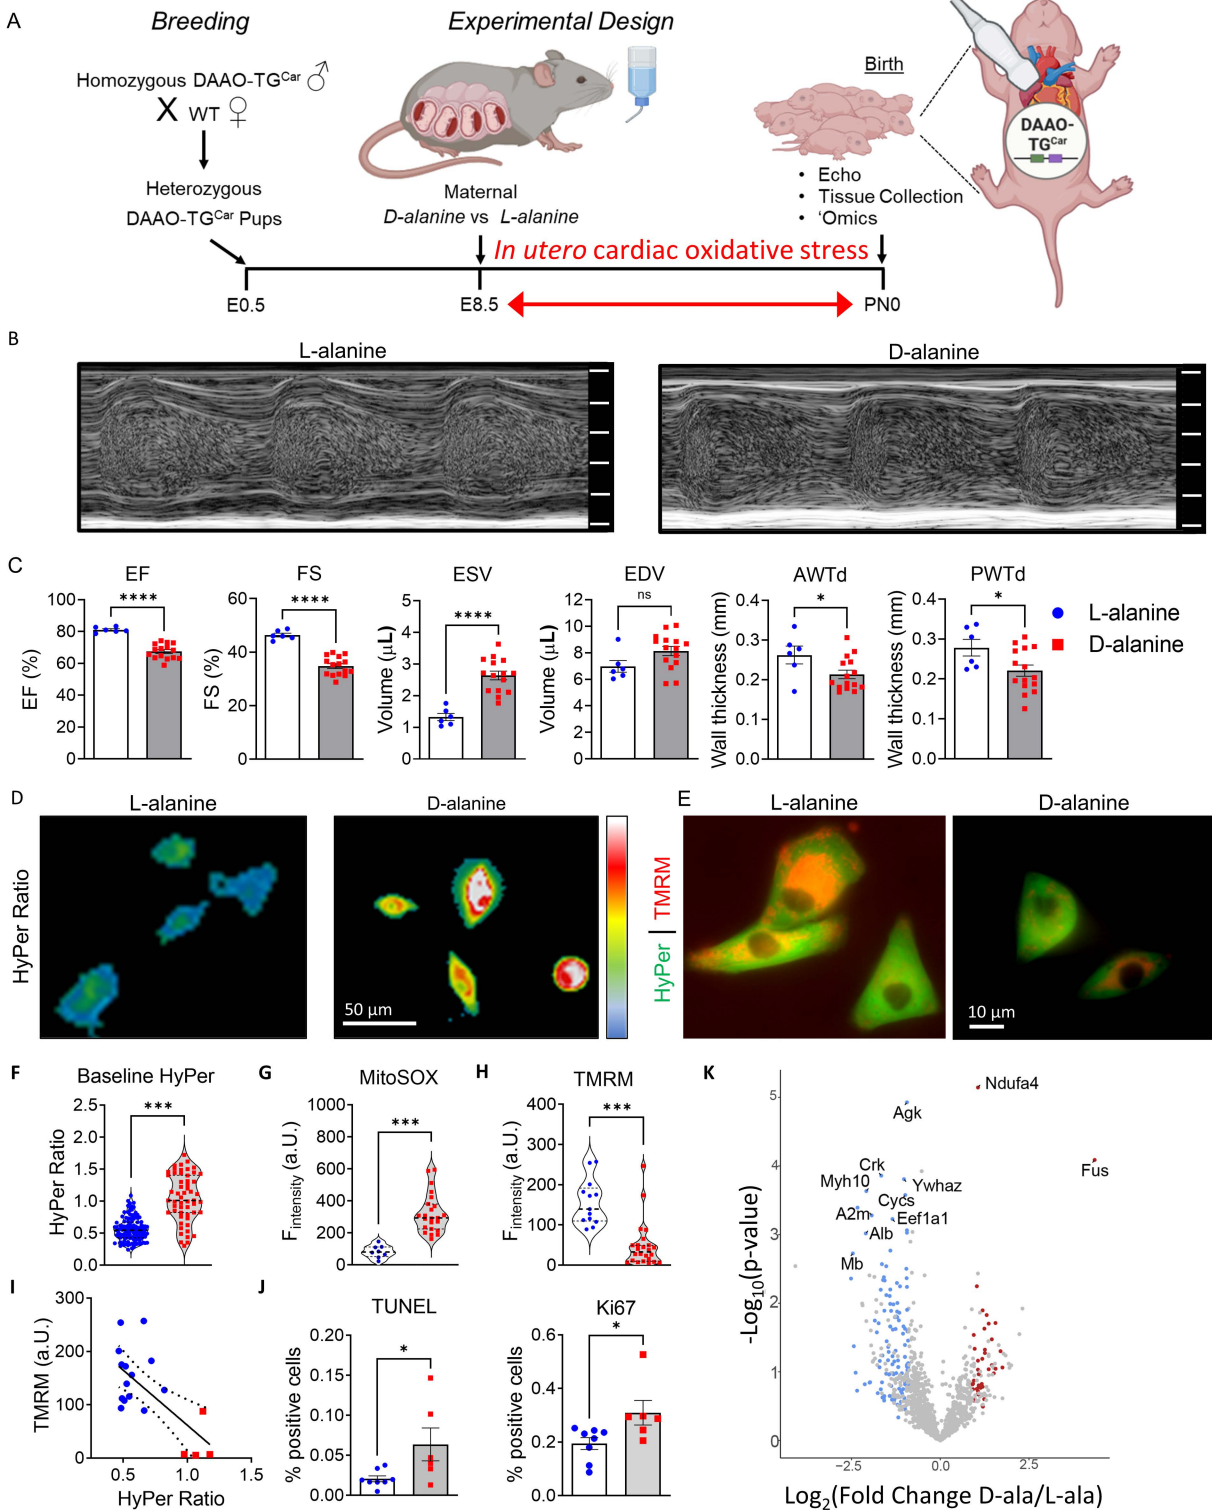 A
Breeding
Experimental Design
Homozygous DAAO-TG^Car ♂
X WT ♀
Heterozygous
DAAO-TG^Car Pups
Maternal
D-alanine vs L-alanine
Birth
• Echo
• Tissue Collection
• 'Omics
DAAO-
TG^Car
In utero cardiac oxidative stress
E0.5
E8.5
PN0
B
L-alanine
D-alanine
C
EF
FS
ESV
EDV
AWTd
PWTd
****
****
****
ns
*
*
EF (%)
100
80
60
40
20
0
FS (%)
60
40
20
0
Volume (µL)
5
4
3
2
1
0
Volume (µL)
12
10
8
6
4
2
0
Wall thickness (mm)
0.4
0.3
0.2
0.1
0.0
Wall thickness (mm)
0.4
0.3
0.2
0.1
0.0
L-alanine
D-alanine
D
L-alanine
D-alanine
HyPer Ratio
50 µm
E
L-alanine
D-alanine
HyPer | TMRM
10 µm
F
Baseline HyPer
***
HyPer Ratio
2.5
2.0
1.5
1.0
0.5
0.0
G
MitoSOX
***
F_intensity (a.U.)
1000
800
600
400
200
0
H
TMRM
***
F_intensity (a.U.)
400
300
200
100
0
I
TMRM (a.U.)
300
200
100
0
0.5
1.0
1.5
HyPer Ratio
J
TUNEL
*
% positive cells
0.20
0.15
0.10
0.05
0.00
Ki67
*
% positive cells
0.6
0.4
0.2
0.0
K
-Log10(p-value)
5
4
3
2
1
0
Ndufa4
Agk
Fus
Crk
Myh10
Ywhaz
Cycs
A2m
Eef1a1
Alb
Mb
−2.5
0.0
2.5
Log2(Fold Change D-ala/L-ala)